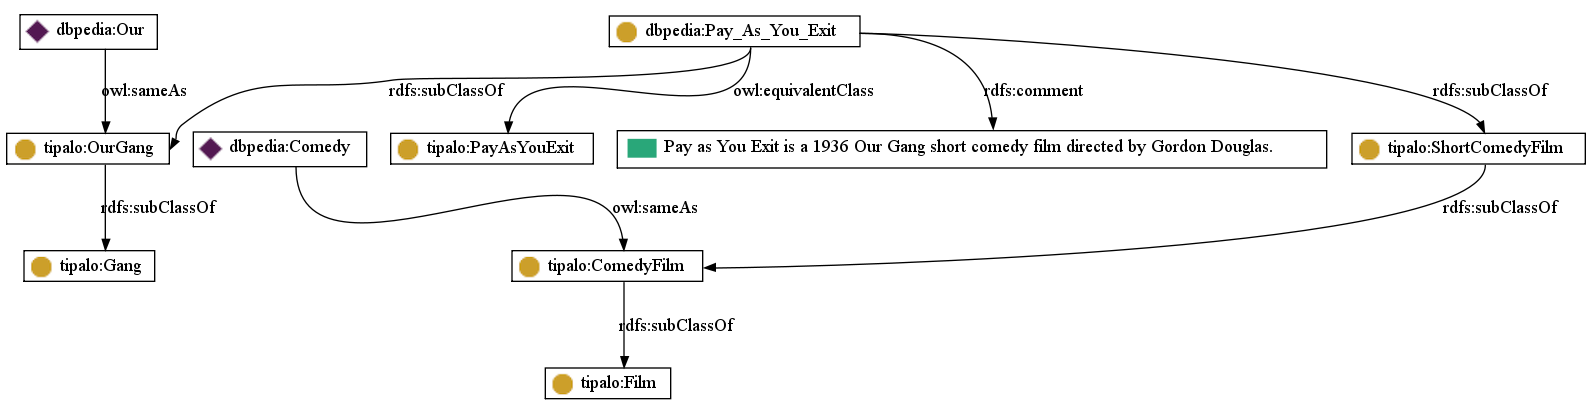 dbpedia:Our
dbpedia:Pay_As_You_Exit
owl:sameAs
rdfs:subClassOf
owl:equivalentClass
rdfs:comment
rdfs:subClassOf
tipalo:OurGang
dbpedia:Comedy
tipalo:PayAsYouExit
Pay as You Exit is a 1936 Our Gang short comedy film directed by Gordon Douglas.
tipalo:ShortComedyFilm
rdfs:subClassOf
owl:sameAs
rdfs:subClassOf
tipalo:Gang
tipalo:ComedyFilm
rdfs:subClassOf
tipalo:Film